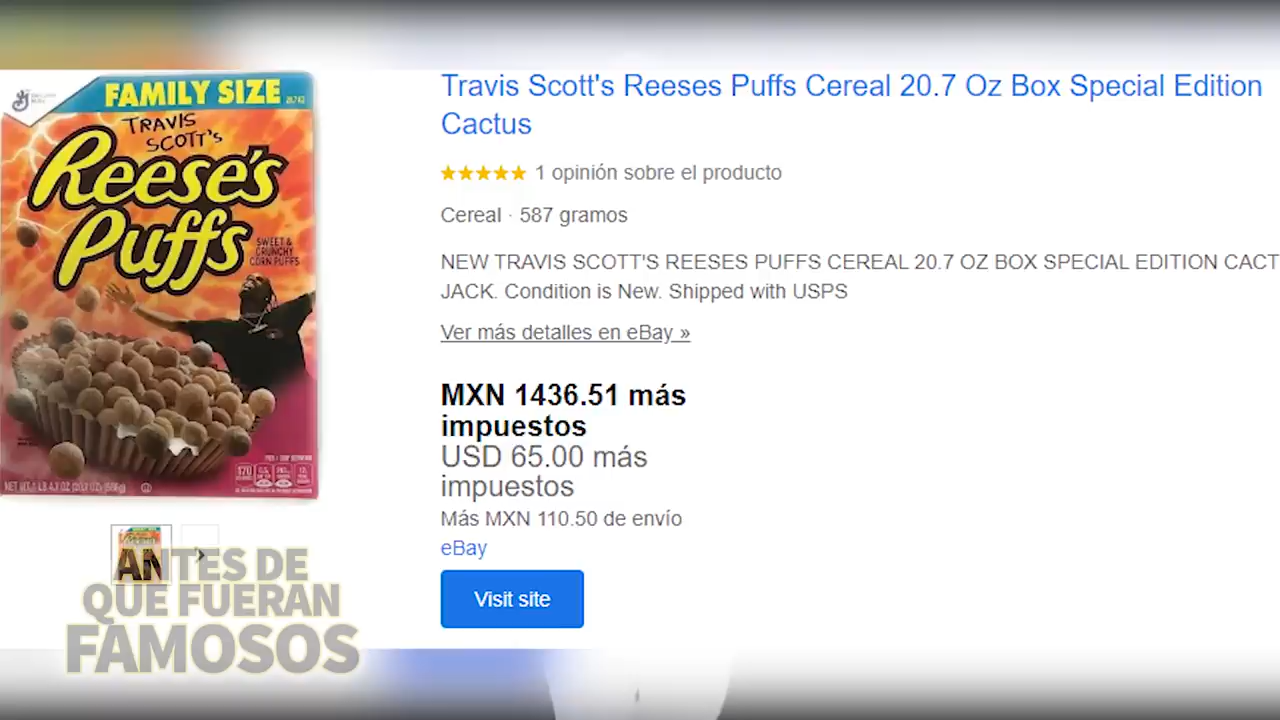 FAMILY SIZE
TRAVIS
SCOTT'S
Reese's
Puffs
SWEET &
CRUNCHY
CORN PUFFS
Travis Scott's Reeses Puffs Cereal 20.7 Oz Box Special Edition
Cactus
1 opinión sobre el producto
Cereal · 587 gramos
NEW TRAVIS SCOTT'S REESES PUFFS CEREAL 20.7 OZ BOX SPECIAL EDITION CACT
JACK. Condition is New. Shipped with USPS
Ver más detalles en eBay »
MXN 1436.51 más
impuestos
USD 65.00 más
impuestos
Más MXN 110.50 de envío
eBay
Visit site
ANTES DE
QUE FUERAN
FAMOSOS